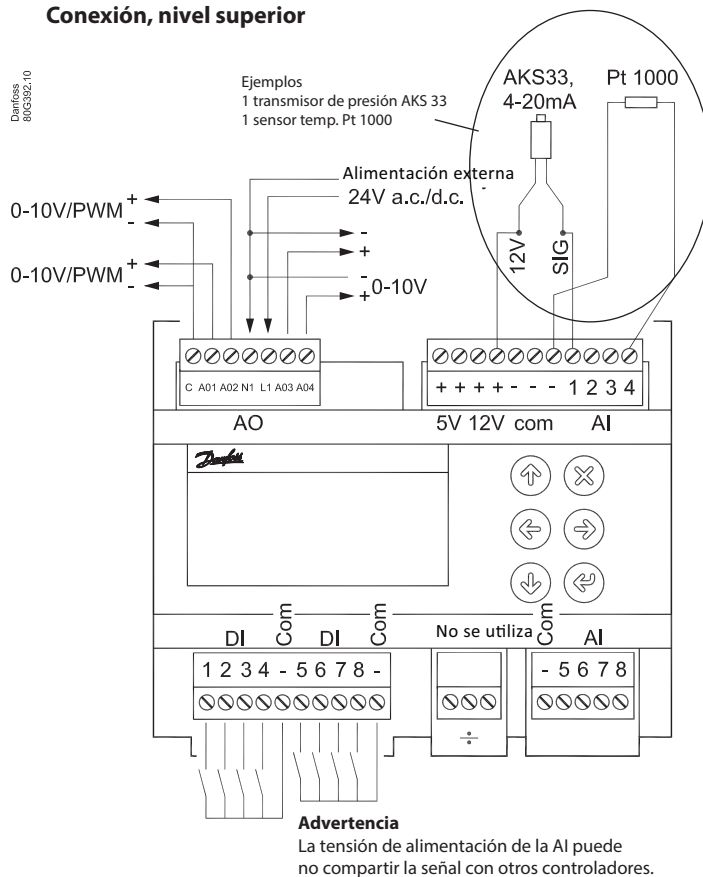 Conexión, nivel superior
Danfoss
80G392.10
Ejemplos
1 transmisor de presión AKS 33
1 sensor temp. Pt 1000
AKS33,
4-20mA
Pt 1000
Alimentación externa
24V a.c./d.c.
0-10V/PWM + -
0-10V/PWM + -
-
+
-
+ 0-10V
12V
SIG
C A01 A02 N1 L1 A03 A04
+ + + + - - - 1 2 3 4
AO
5V 12V com AI
Danfoss
DI Com DI Com
No se utiliza
Com AI
1 2 3 4 - 5 6 7 8 -
- 5 6 7 8
÷
Advertencia
La tensión de alimentación de la AI puede
no compartir la señal con otros controladores.